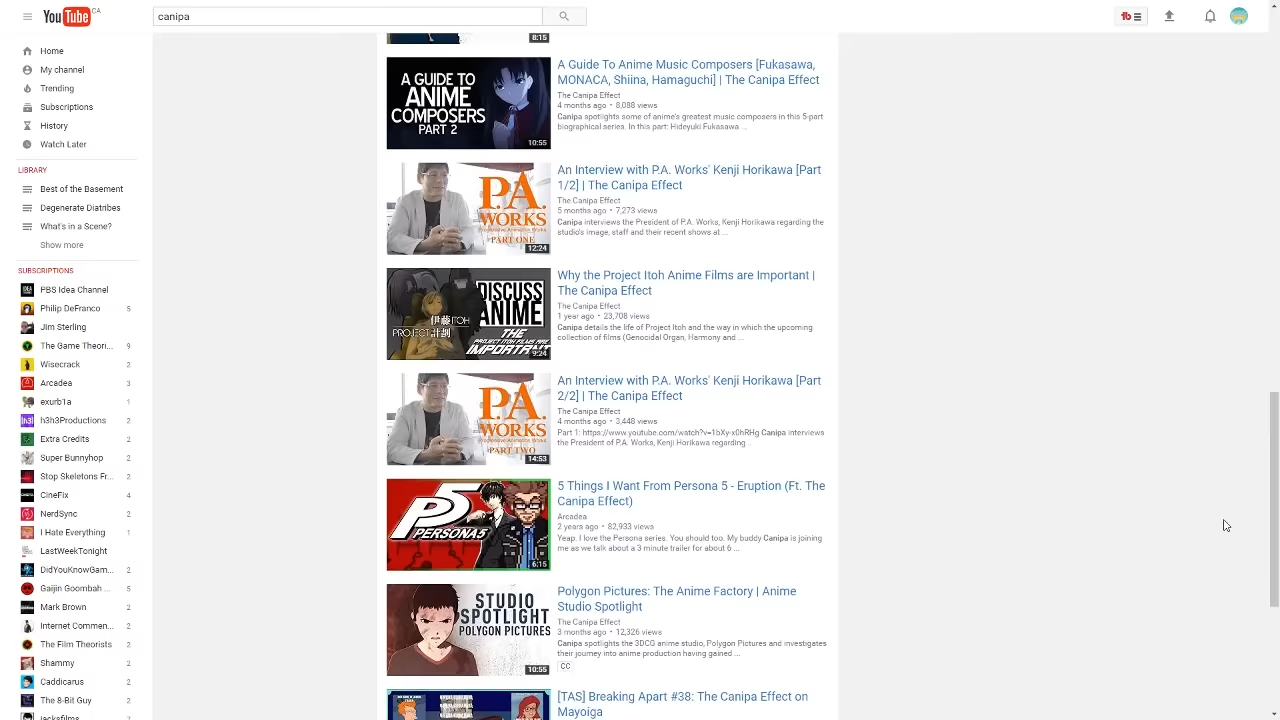 YouTube CA
canipa
Home
My channel
Trending
Subscriptions
History
Watch Later
LIBRARY
Best of the Basement
Degenerate Diatribes
What's in a Scene?
Show more
SUBSCRIPTIONS
PBS Idea Channel
Philip DeFranco 5
Jim Sterling
The Game Theori... 9
Wisecrack 2
Arcadea 3
exurb1a 1
h3h3Productions 2
Extra Credits 2
Super Bunnyhop 2
Stop Skeletons Fr... 2
CineFix 4
NerdSync 2
I Hate Everything 1
LastWeekTonight
DidYouKnowGam... 2
Gaijin Goombah ... 5
Mark Brown 2
Internet Commen... 2
The Film Theorists 2
Shammy 2
Caddicarus 2
The 8-Bit Guy 2
jacksfilms 7
8:15
A GUIDE TO
ANIME
COMPOSERS
PART 2
10:55
A Guide To Anime Music Composers [Fukasawa,
MONACA, Shiina, Hamaguchi] | The Canipa Effect
The Canipa Effect
4 months ago • 8,088 views
Canipa spotlights some of anime's greatest music composers in this 5-part
biographical series. In this part: Hideyuki Fukasawa ...
P.A.
WORKS
Progressive Animation Works
PART ONE
12:24
An Interview with P.A. Works' Kenji Horikawa [Part
1/2] | The Canipa Effect
The Canipa Effect
5 months ago • 7,273 views
Canipa interviews the President of P.A. Works, Kenji Horikawa regarding the
studio's image, staff and their recent shows at ...
DISCUSS
ANIME
伊藤 ITOH
PROJECT 計劃
THE
PROJECT ITOH FILMS ARE
IMPORTANT
9:24
Why the Project Itoh Anime Films are Important |
The Canipa Effect
The Canipa Effect
1 year ago • 23,708 views
Canipa details the life of Project Itoh and the way in which the upcoming
collection of films (Genocidal Organ, Harmony and ...
P.A.
WORKS
Progressive Animation Works
PART TWO
14:53
An Interview with P.A. Works' Kenji Horikawa [Part
2/2] | The Canipa Effect
The Canipa Effect
4 months ago • 3,448 views
Part 1: https://www.youtube.com/watch?v=1bXy-x0hRHg Canipa interviews
the President of P.A. Works, Kenji Horikawa regarding ...
P5
PERSONA5
6:15
5 Things I Want From Persona 5 - Eruption (Ft. The
Canipa Effect)
Arcadea
2 years ago • 82,933 views
Yeap. I love the Persona series. You should too. My buddy Canipa is joining
me as we talk about a 3 minute trailer for about 6 ...
STUDIO
SPOTLIGHT
POLYGON PICTURES
10:55
Polygon Pictures: The Anime Factory | Anime
Studio Spotlight
The Canipa Effect
3 months ago • 12,326 views
Canipa spotlights the 3DCG anime studio, Polygon Pictures and investigates
their journey into anime production having gained ...
CC
[TAS] Breaking Apart #38: The Canipa Effect on
Mayoiga